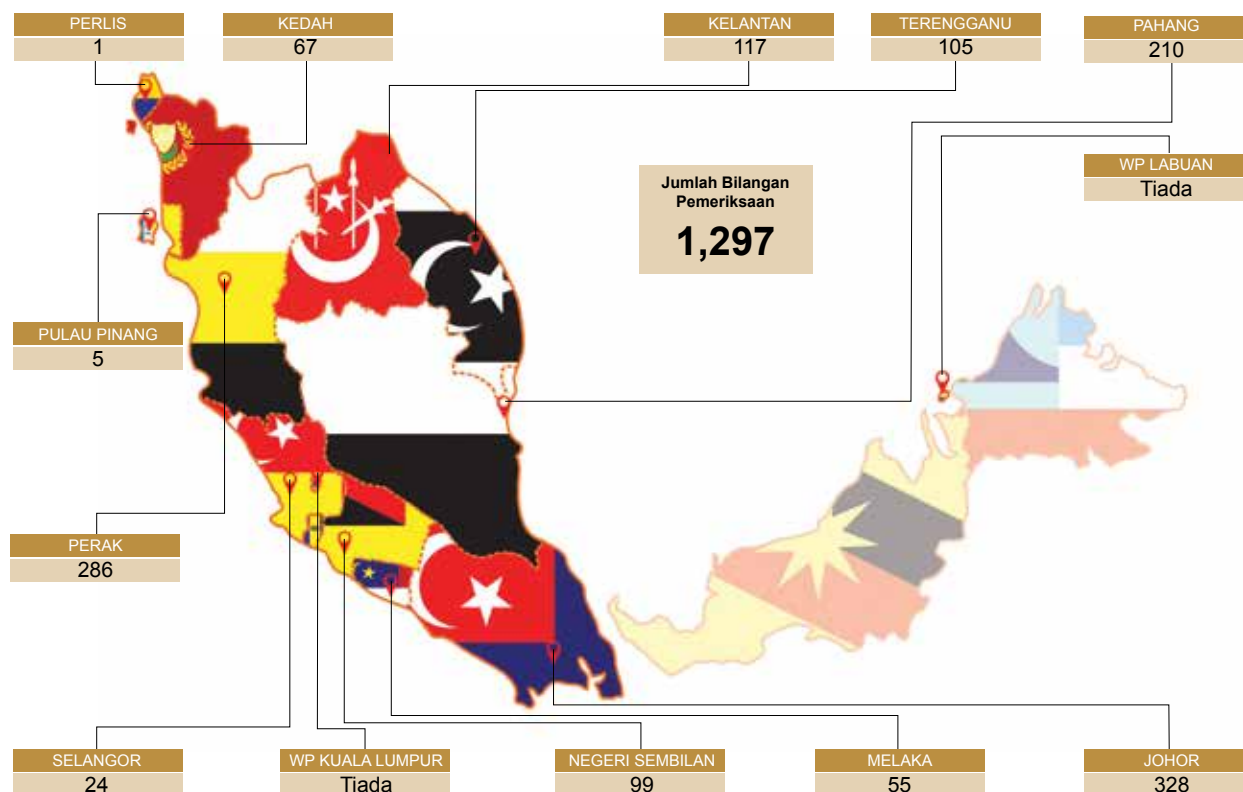 PERLIS
1
KEDAH
67
KELANTAN
117
TERENGGANU
105
PAHANG
210
WP LABUAN
Tiada
Jumlah Bilangan
Pemeriksaan
1,297
PULAU PINANG
5
PERAK
286
SELANGOR
24
WP KUALA LUMPUR
Tiada
NEGERI SEMBILAN
99
MELAKA
55
JOHOR
328